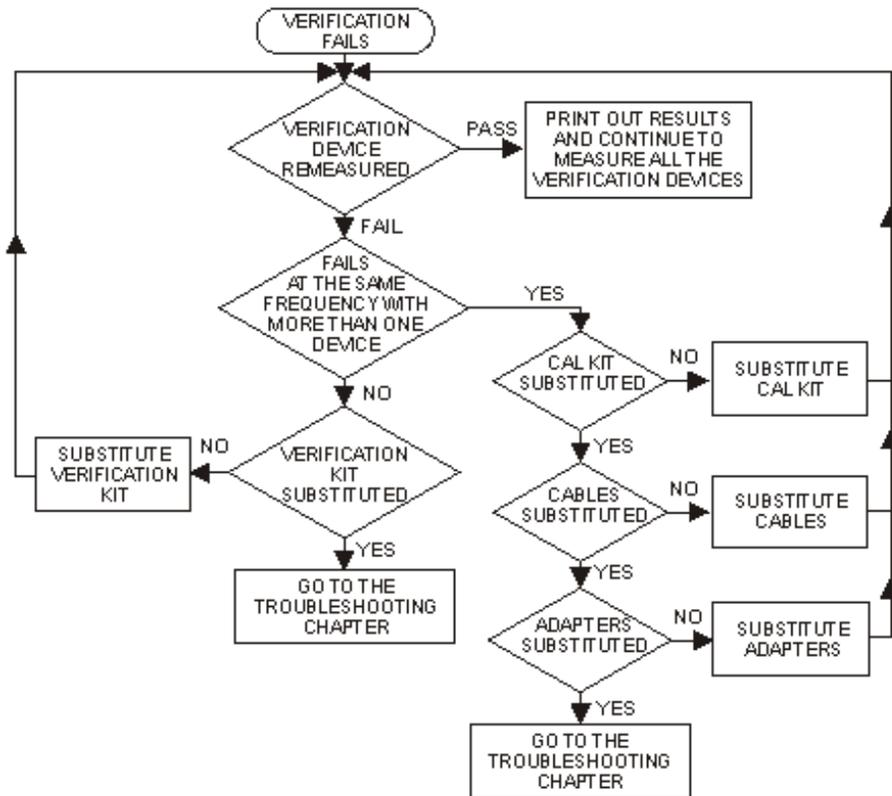 VERIFICATION
FAILS
VERIFICATION
DEVICE
REMEASURED
PASS
PRINT OUT RESULTS
AND CONTINUE TO
MEASURE ALL THE
VERIFICATION DEVICES
FAIL
FAILS
AT THE SAME
FREQUENCY WITH
MORE THAN ONE
DEVICE
YES
CAL KIT
SUBSTITUTED
NO
SUBSTITUTE
CAL KIT
NO
YES
VERIFICATION
KIT
SUBSTITUTED
NO
SUBSTITUTE
VERIFICATION
KIT
CABLES
SUBSTITUTED
NO
SUBSTITUTE
CABLES
YES
GO TO THE
TROUBLESHOOTING
CHAPTER
YES
ADAPTERS
SUBSTITUTED
NO
SUBSTITUTE
ADAPTERS
YES
GO TO THE
TROUBLESHOOTING
CHAPTER